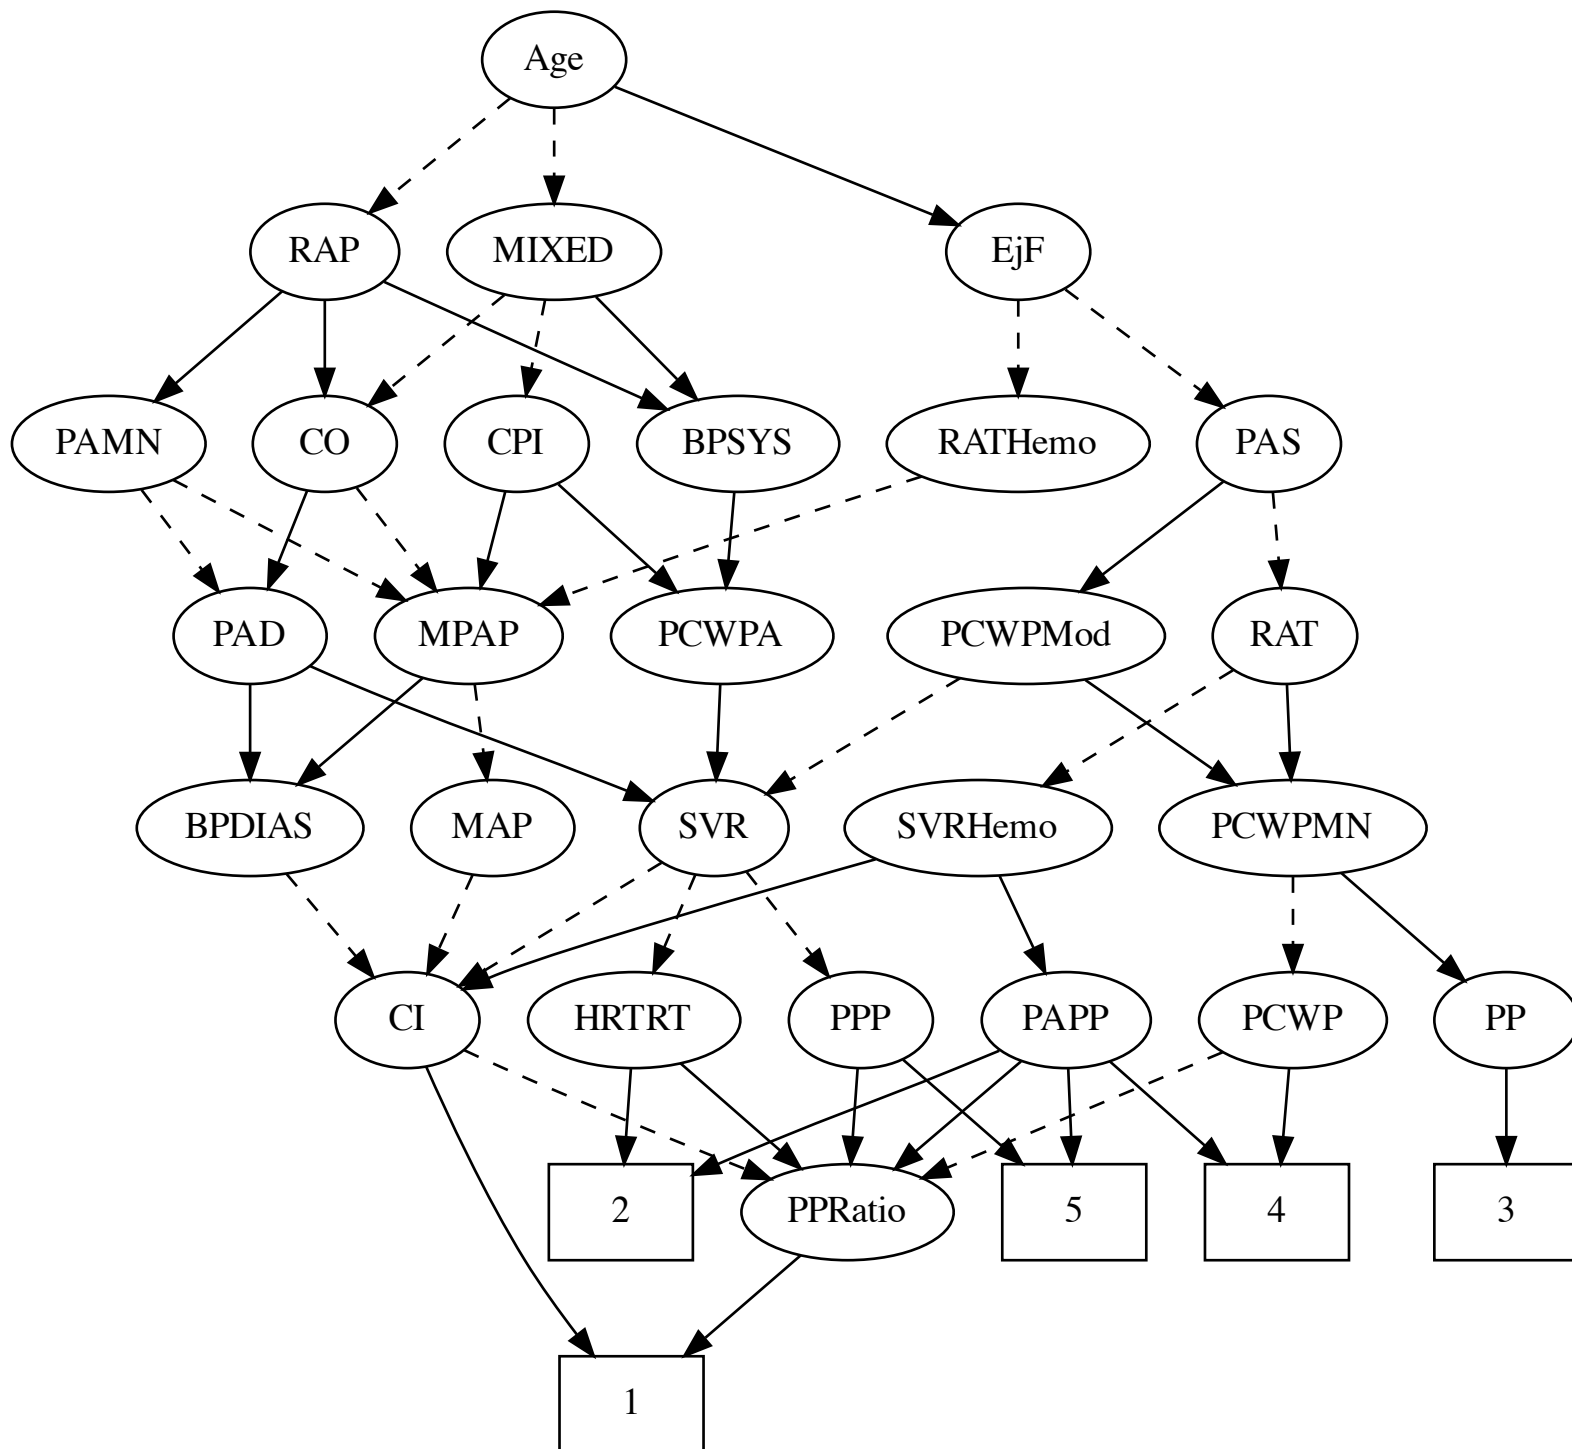 Age
RAP
MIXED
EjF
PAMN
CO
CPI
BPSYS
RATHemo
PAS
PAD
MPAP
PCWPA
PCWPMod
RAT
BPDIAS
MAP
SVR
SVRHemo
PCWPMN
CI
HRTRT
PPP
PAPP
PCWP
PP
2
PPRatio
5
4
3
1